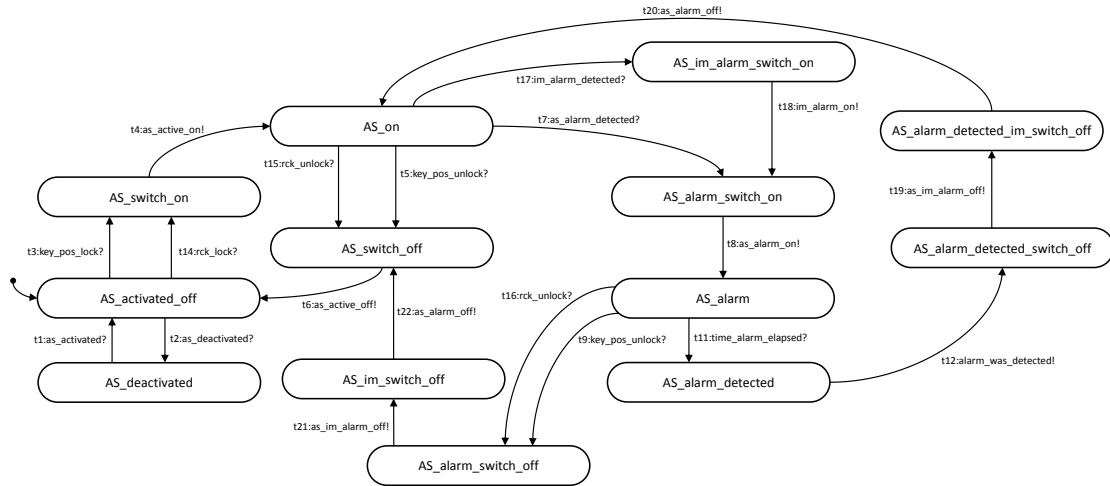 t20:as_alarm_off!
AS_im_alarm_switch_on
t17:im_alarm_detected?
t18:im_alarm_on!
AS_on
t7:as_alarm_detected?
t4:as_active_on!
AS_alarm_detected_im_switch_off
t15:rck_unlock?
t5:key_pos_unlock?
AS_switch_on
AS_alarm_switch_on
t19:as_im_alarm_off!
t3:key_pos_lock?
t14:rck_lock?
AS_switch_off
t8:as_alarm_on!
AS_alarm_detected_switch_off
AS_activated_off
t6:as_active_off!
t22:as_alarm_off!
t16:rck_unlock?
AS_alarm
t1:as_activated?
t2:as_deactivated?
t9:key_pos_unlock?
t11:time_alarm_elapsed?
t12:alarm_was_detected!
AS_deactivated
AS_im_switch_off
AS_alarm_detected
t21:as_im_alarm_off!
AS_alarm_switch_off